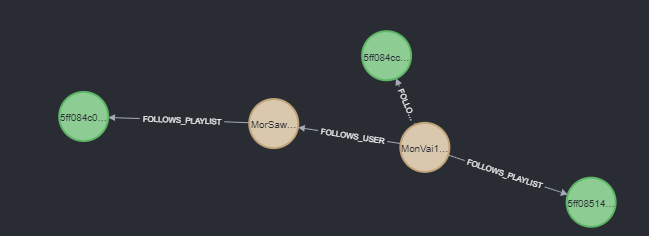 5ff084cc...
5ff084c0...
FOLLOWS_PLAYLIST
MorSaw...
FOLLO...
FOLLOWS_USER
MonVai1...
FOLLOWS_PLAYLIST
5ff08514...